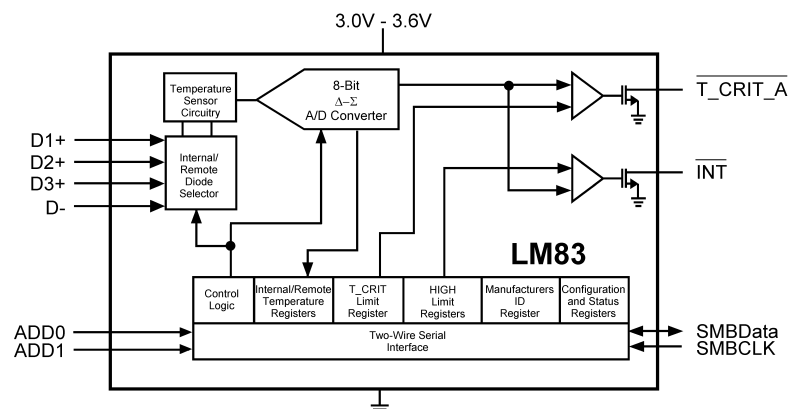 3.0V - 3.6V
Temperature
Sensor
Circuitry
8-Bit
Δ–Σ
A/D Converter
T_CRIT_A
D1+
D2+
D3+
D-
Internal/
Remote
Diode
Selector
INT
LM83
Control
Logic
Internal/Remote
Temperature
Registers
T_CRIT
Limit
Register
HIGH
Limit
Registers
Manufacturers
ID
Register
Configuration
and Status
Registers
ADD0
ADD1
Two-Wire Serial
Interface
SMBData
SMBCLK